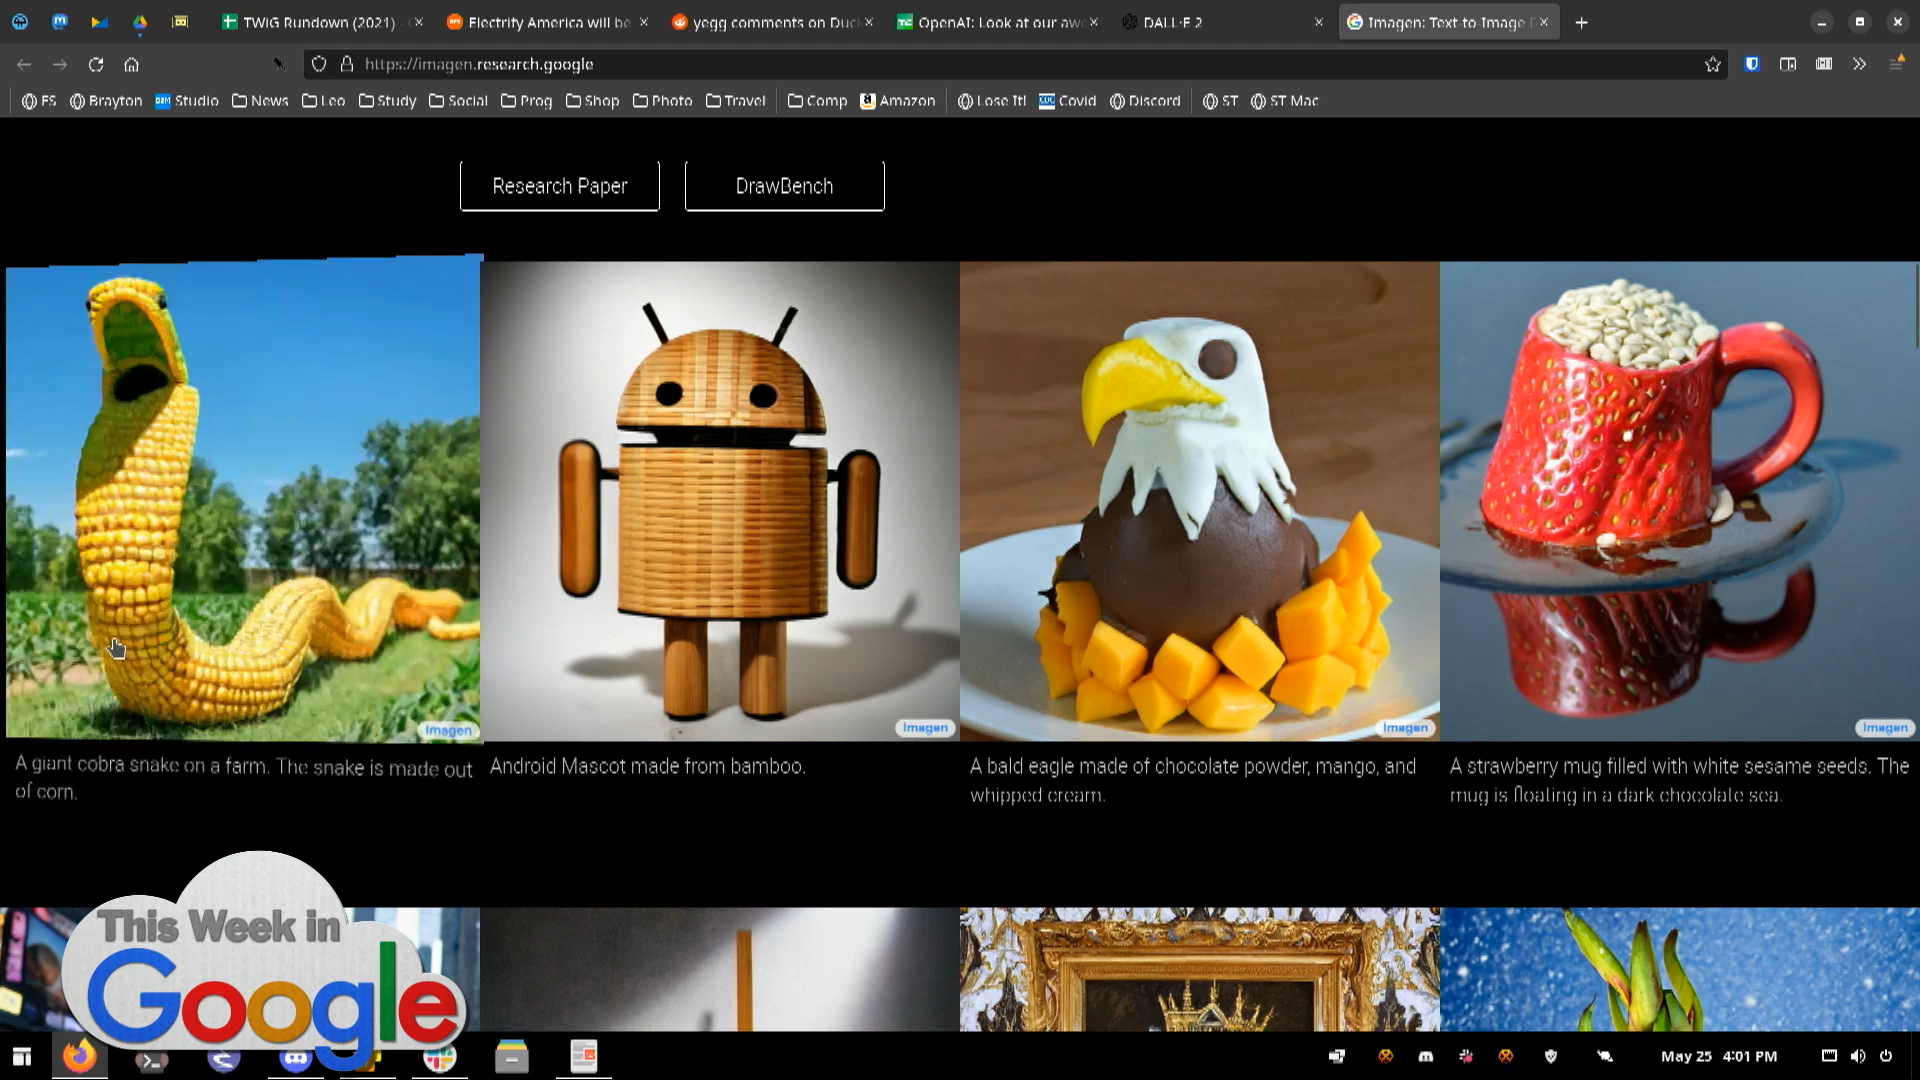 TWiG Rundown (2021) -
Electrify America will be
yegg comments on Duck
OpenAI: Look at our awe
DALL·E 2
Imagen: Text-to-Image D
https://imagen.research.google
FS
Brayton
Studio
News
Leo
Study
Social
Prog
Shop
Photo
Travel
Comp
Amazon
Lose It!
Covid
Discord
ST
ST Mac
Research Paper
DrawBench
Imagen
Imagen
Imagen
Imagen
A giant cobra snake on a farm. The snake is made out
of corn.
Android Mascot made from bamboo.
A bald eagle made of chocolate powder, mango, and
whipped cream.
A strawberry mug filled with white sesame seeds. The
mug is floating in a dark chocolate sea.
This Week in
Google
May 25 4:01 PM